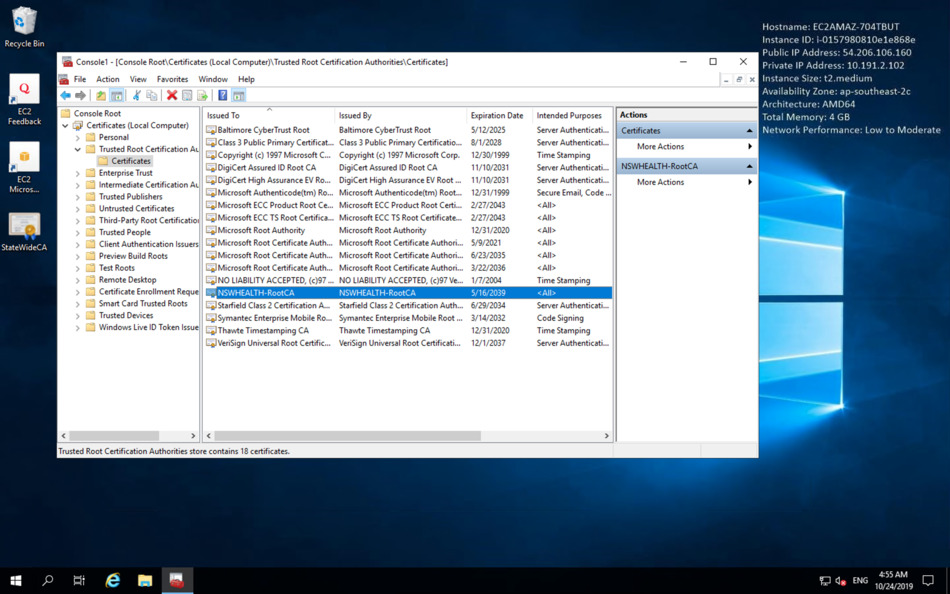 Recycle Bin
EC2
Feedback
EC2
Micros...
StateWideCA
Hostname: EC2AMAZ-704TBUT
Instance ID: i-0157980810e1e868e
Public IP Address: 54.206.106.160
Private IP Address: 10.191.2.102
Instance Size: t2.medium
Availability Zone: ap-southeast-2c
Architecture: AMD64
Total Memory: 4 GB
Network Performance: Low to Moderate
Console1 - [Console Root\Certificates (Local Computer)\Trusted Root Certification Authorities\Certificates]
File Action View Favorites Window Help
Console Root
Certificates (Local Computer)
Personal
Trusted Root Certification Au
Certificates
Enterprise Trust
Intermediate Certification Au
Trusted Publishers
Untrusted Certificates
Third-Party Root Certification
Trusted People
Client Authentication Issuers
Preview Build Roots
Test Roots
Remote Desktop
Certificate Enrollment Reque
Smart Card Trusted Roots
Trusted Devices
Windows Live ID Token Issue
Issued To Issued By Expiration Date Intended Purposes
Baltimore CyberTrust Root Baltimore CyberTrust Root 5/12/2025 Server Authenticati...
Class 3 Public Primary Certificat... Class 3 Public Primary Certificatio... 8/1/2028 Server Authenticati...
Copyright (c) 1997 Microsoft C... Copyright (c) 1997 Microsoft Corp. 12/30/1999 Time Stamping
DigiCert Assured ID Root CA DigiCert Assured ID Root CA 11/10/2031 Server Authenticati...
DigiCert High Assurance EV Ro... DigiCert High Assurance EV Root ... 11/10/2031 Server Authenticati...
Microsoft Authenticode(tm) Ro... Microsoft Authenticode(tm) Root... 12/31/1999 Secure Email, Code ...
Microsoft ECC Product Root Ce... Microsoft ECC Product Root Certi... 2/27/2043 <All>
Microsoft ECC TS Root Certifica... Microsoft ECC TS Root Certificate ... 2/27/2043 <All>
Microsoft Root Authority Microsoft Root Authority 12/31/2020 <All>
Microsoft Root Certificate Auth... Microsoft Root Certificate Authori... 5/9/2021 <All>
Microsoft Root Certificate Auth... Microsoft Root Certificate Authori... 6/23/2035 <All>
Microsoft Root Certificate Auth... Microsoft Root Certificate Authori... 3/22/2036 <All>
NO LIABILITY ACCEPTED, (c)97 ... NO LIABILITY ACCEPTED, (c)97 Ve... 1/7/2004 Time Stamping
NSWHEALTH-RootCA NSWHEALTH-RootCA 5/16/2039 <All>
Starfield Class 2 Certification A... Starfield Class 2 Certification Auth... 6/29/2034 Server Authenticati...
Symantec Enterprise Mobile Ro... Symantec Enterprise Mobile Root ... 3/14/2032 Code Signing
Thawte Timestamping CA Thawte Timestamping CA 12/31/2020 Time Stamping
VeriSign Universal Root Certific... VeriSign Universal Root Certificati... 12/1/2037 Server Authenticati...
Actions
Certificates
More Actions
NSWHEALTH-RootCA
More Actions
Trusted Root Certification Authorities store contains 18 certificates.
ENG
4:55 AM
10/24/2019